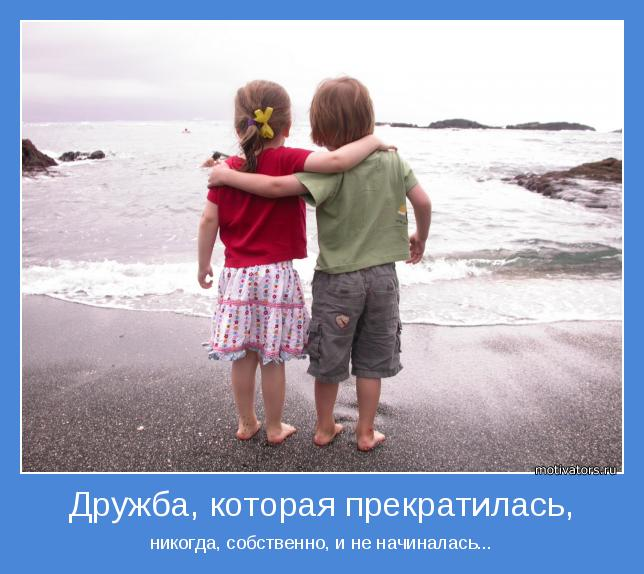 motivators.ru
Дружба, которая прекратилась,
никогда, собственно, и не начиналась...